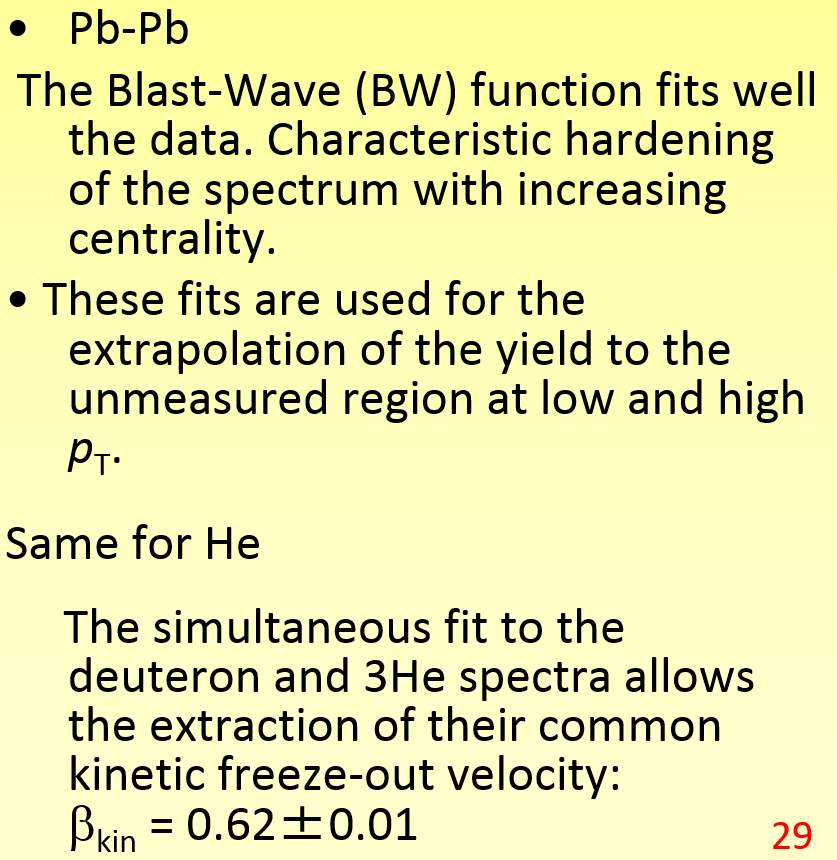 • Pb-Pb
The Blast-Wave (BW) function fits well
the data. Characteristic hardening
of the spectrum with increasing
centrality.
• These fits are used for the
extrapolation of the yield to the
unmeasured region at low and high
pT.
Same for He
The simultaneous fit to the
deuteron and 3He spectra allows
the extraction of their common
kinetic freeze-out velocity:
βkin = 0.62±0.01
29